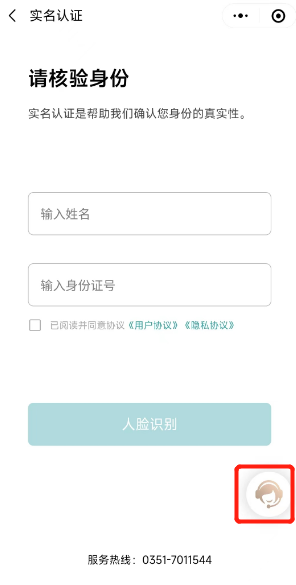 实名认证
请核验身份
实名认证是帮助我们确认您身份的真实性。
输入姓名
输入身份证号
已阅读并同意协议《用户协议》《隐私协议》
人脸识别
服务热线：0351-7011544